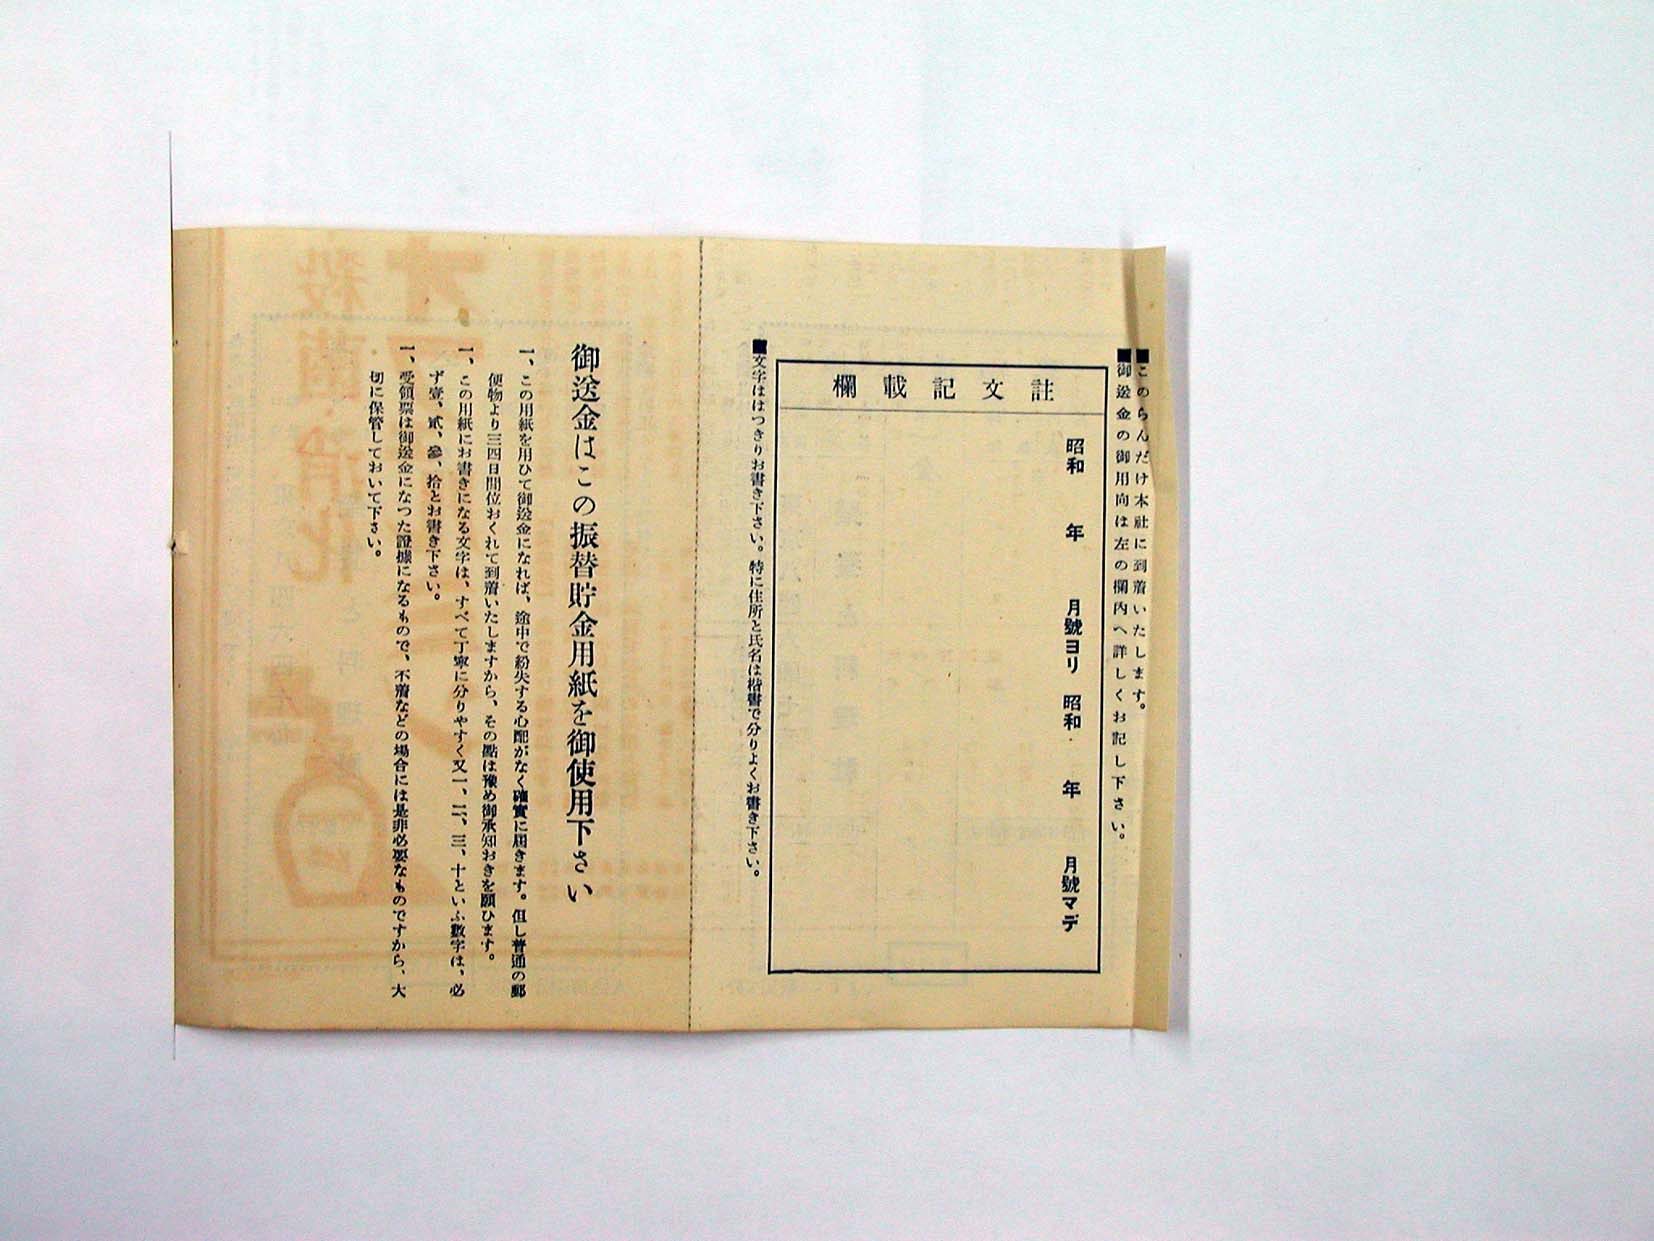 ■このらんだけ本社に到着いたします。
■御送金の御用向は左の欄内へ詳しくお記し下さい。
註文記載欄
昭和　年　月號ヨリ　昭和　年　月號マデ
■文字ははつきりお書き下さい。特に住所と氏名は楷書で分りよくお書き下さい。
御送金はこの振替貯金用紙を御使用下さい
一、この用紙を用ひて御送金になれば、途中で紛失する心配がなく確實に屆きます。但し普通の郵
便物より三四日間位おくれて到着いたしますから、その點は豫め御承知おきを願ひます。
一、この用紙にお書きになる文字は、すべて丁寧に分りやすく又一、二、三、十といふ數字は、必
ず壹、貳、參、拾とお書き下さい。
一、受領票は御送金になつた證據になるもので、不着などの場合には是非必要なものですから、大
切に保管しておいて下さい。